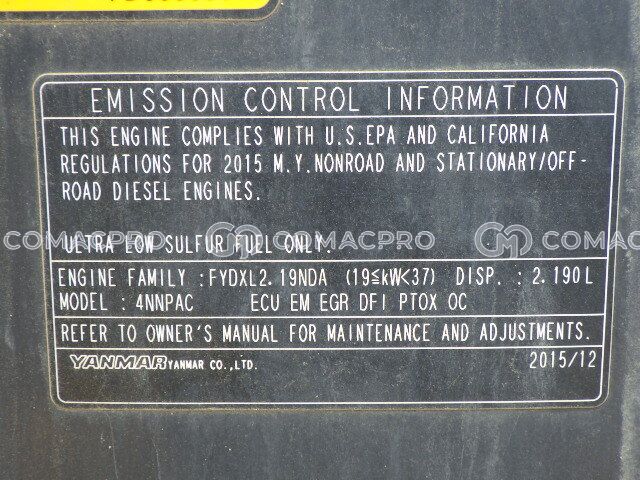 EMISSION CONTROL INFORMATION
THIS ENGINE COMPLIES WITH U.S.EPA AND CALIFORNIA
REGULATIONS FOR 2015 M.Y.NONROAD AND STATIONARY/OFF-
ROAD DIESEL ENGINES.
COMACPRO COMACPRO COMACPRO
ULTRA LOW SULFUR FUEL ONLY.
ENGINE FAMILY :FYDXL2.19NDA (19≦kW<37) DISP. : 2.190L
MODEL : 4NNPAC ECU EM EGR DFI PTOX OC
REFER TO OWNER'S MANUAL FOR MAINTENANCE AND ADJUSTMENTS.
YANMAR YANMAR CO.,LTD. 2015/12